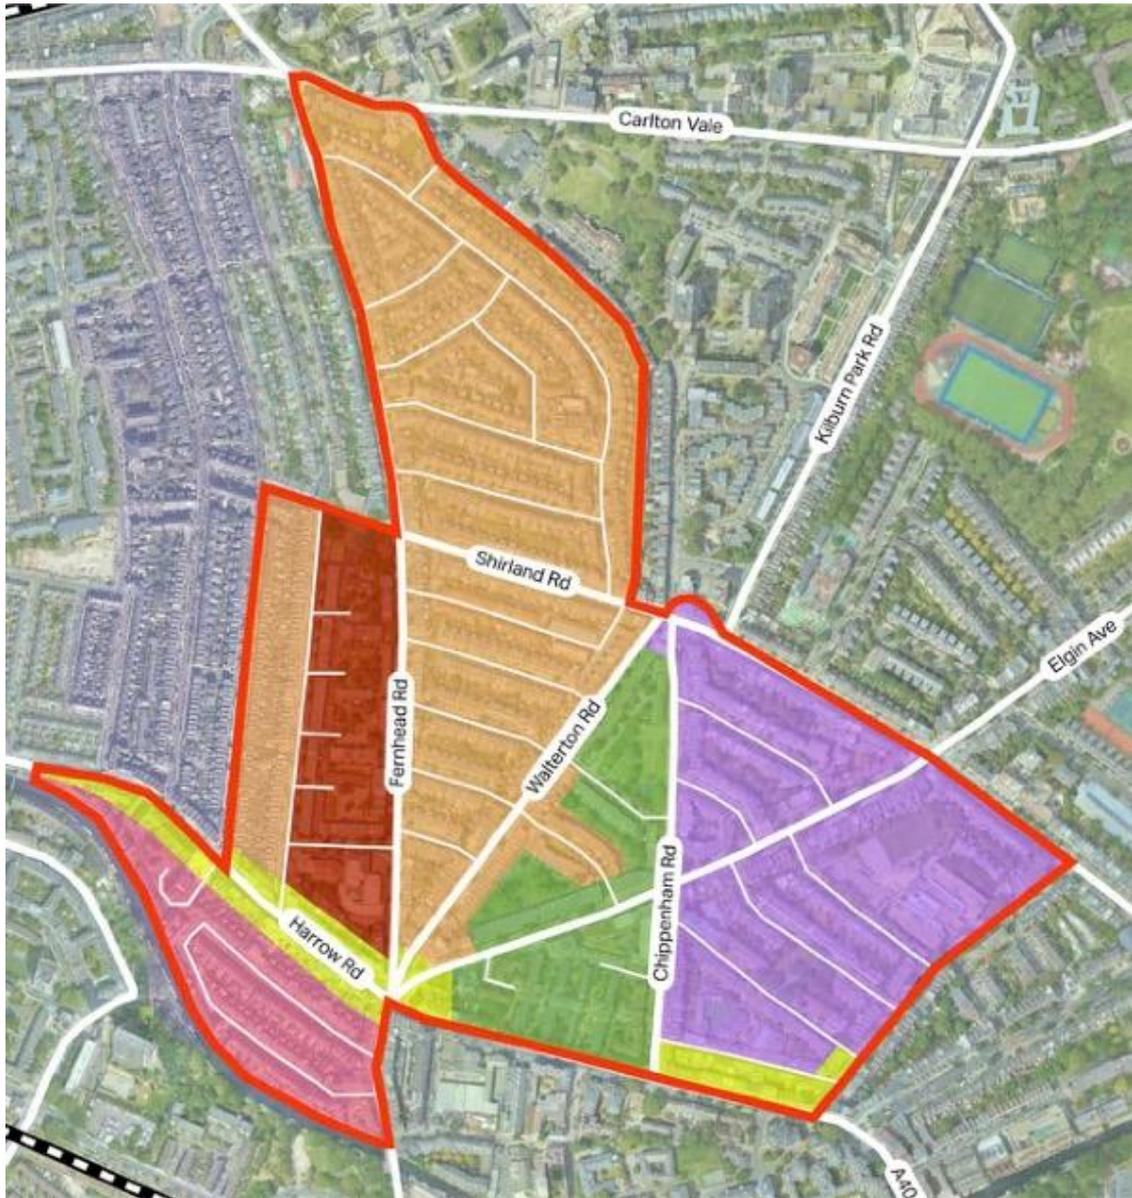 Carlton Vale
Kilburn Park Rd
Shirland Rd
Elgin Ave
Fernhead Rd
Walterton Rd
Chippenham Rd
Harrow Rd
A40